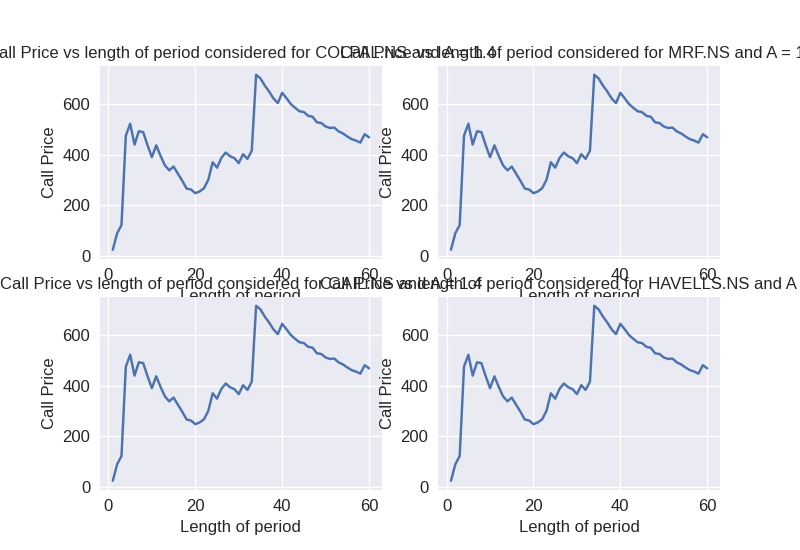 all Price vs length of period considered for COLPAL.NS and A = 1.4
Call Price vs length of period considered for MRF.NS and A = 1
600
400
200
0
Call Price
0 20 40 60
Length of period
600
400
200
0
Call Price
0 20 40 60
Length of period
Call Price vs length of period considered for GAIL.NS and A = 1.4
Call Price vs length of period considered for HAVELLS.NS and A
600
400
200
0
Call Price
0 20 40 60
Length of period
600
400
200
0
Call Price
0 20 40 60
Length of period